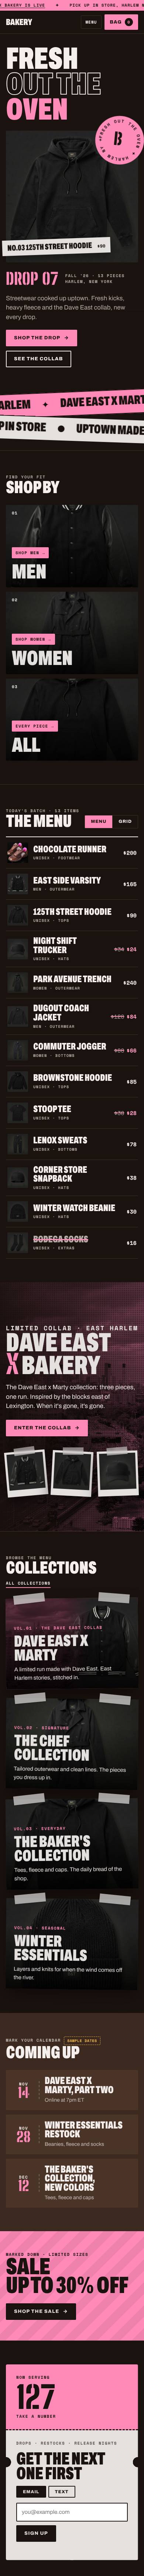 BAKERY IS LIVE
PICK UP IN STORE, HARLEM
BAKERY
MENU
BAG 0
FRESH
OUT THE
OVEN
B
NO.03 125TH STREET HOODIE $90
DROP 07
FALL '26 · 13 PIECES
HARLEM, NEW YORK
Streetwear cooked up uptown. Fresh kicks,
heavy fleece and the Dave East collab, new
every drop.
SHOP THE DROP →
SEE THE COLLAB
ARLEM ✦ DAVE EAST X MART
PIN STORE ● UPTOWN MADE
FIND YOUR FIT
SHOP BY
01
SHOP MEN →
MEN
02
SHOP WOMEN →
WOMEN
03
EVERY PIECE →
ALL
TODAY'S BATCH · 13 ITEMS
THE MENU
MENU
GRID
CHOCOLATE RUNNER
UNISEX · FOOTWEAR
$200
EAST SIDE VARSITY
MEN · OUTERWEAR
$165
125TH STREET HOODIE
UNISEX · TOPS
$90
NIGHT SHIFT
TRUCKER
UNISEX · HATS
$34 $24
PARK AVENUE TRENCH
WOMEN · OUTERWEAR
$240
DUGOUT COACH
JACKET
MEN · OUTERWEAR
$120 $84
COMMUTER JOGGER
WOMEN · BOTTOMS
$66
BROWNSTONE HOODIE
UNISEX · TOPS
$85
STOOP TEE
UNISEX · TOPS
$28
LENOX SWEATS
UNISEX · BOTTOMS
$78
CORNER STORE
SNAPBACK
UNISEX · HATS
$38
WINTER WATCH BEANIE
UNISEX · HATS
$30
BODEGA SOCKS
UNISEX · EXTRAS
$16
LIMITED COLLAB · EAST HARLEM
DAVE EAST
X BAKERY
The Dave East x Marty collection: three pieces,
one run. Inspired by the blocks east of
Lexington. When it's gone, it's gone.
ENTER THE COLLAB →
BROWSE THE MENU
COLLECTIONS
ALL COLLECTIONS
VOL.01 · THE DAVE EAST COLLAB
DAVE EAST X
MARTY
A limited run made with Dave East. East
Harlem stories, stitched in.
VOL.02 · SIGNATURE
THE CHEF
COLLECTION
Tailored outerwear and clean lines. The pieces
you dress up in.
VOL.03 · EVERYDAY
THE BAKER'S
COLLECTION
Tees, fleece and caps. The daily bread of the
shop.
VOL.04 · SEASONAL
WINTER
ESSENTIALS
Layers and knits for when the wind comes off
the river.
MARK YOUR CALENDAR SAMPLE DATES
COMING UP
NOV
14
DAVE EAST X
MARTY, PART TWO
Online at 7pm ET
NOV
28
WINTER ESSENTIALS
RESTOCK
Beanies, fleece and socks
DEC
12
THE BAKER'S
COLLECTION,
NEW COLORS
Tees, fleece and caps
MARKED DOWN · LIMITED SIZES
SALE
UP TO 30% OFF
SHOP THE SALE →
NOW SERVING
127
TAKE A NUMBER
DROPS · RESTOCKS · RELEASE NIGHTS
GET THE NEXT
ONE FIRST
EMAIL
TEXT
you@example.com
SIGN UP